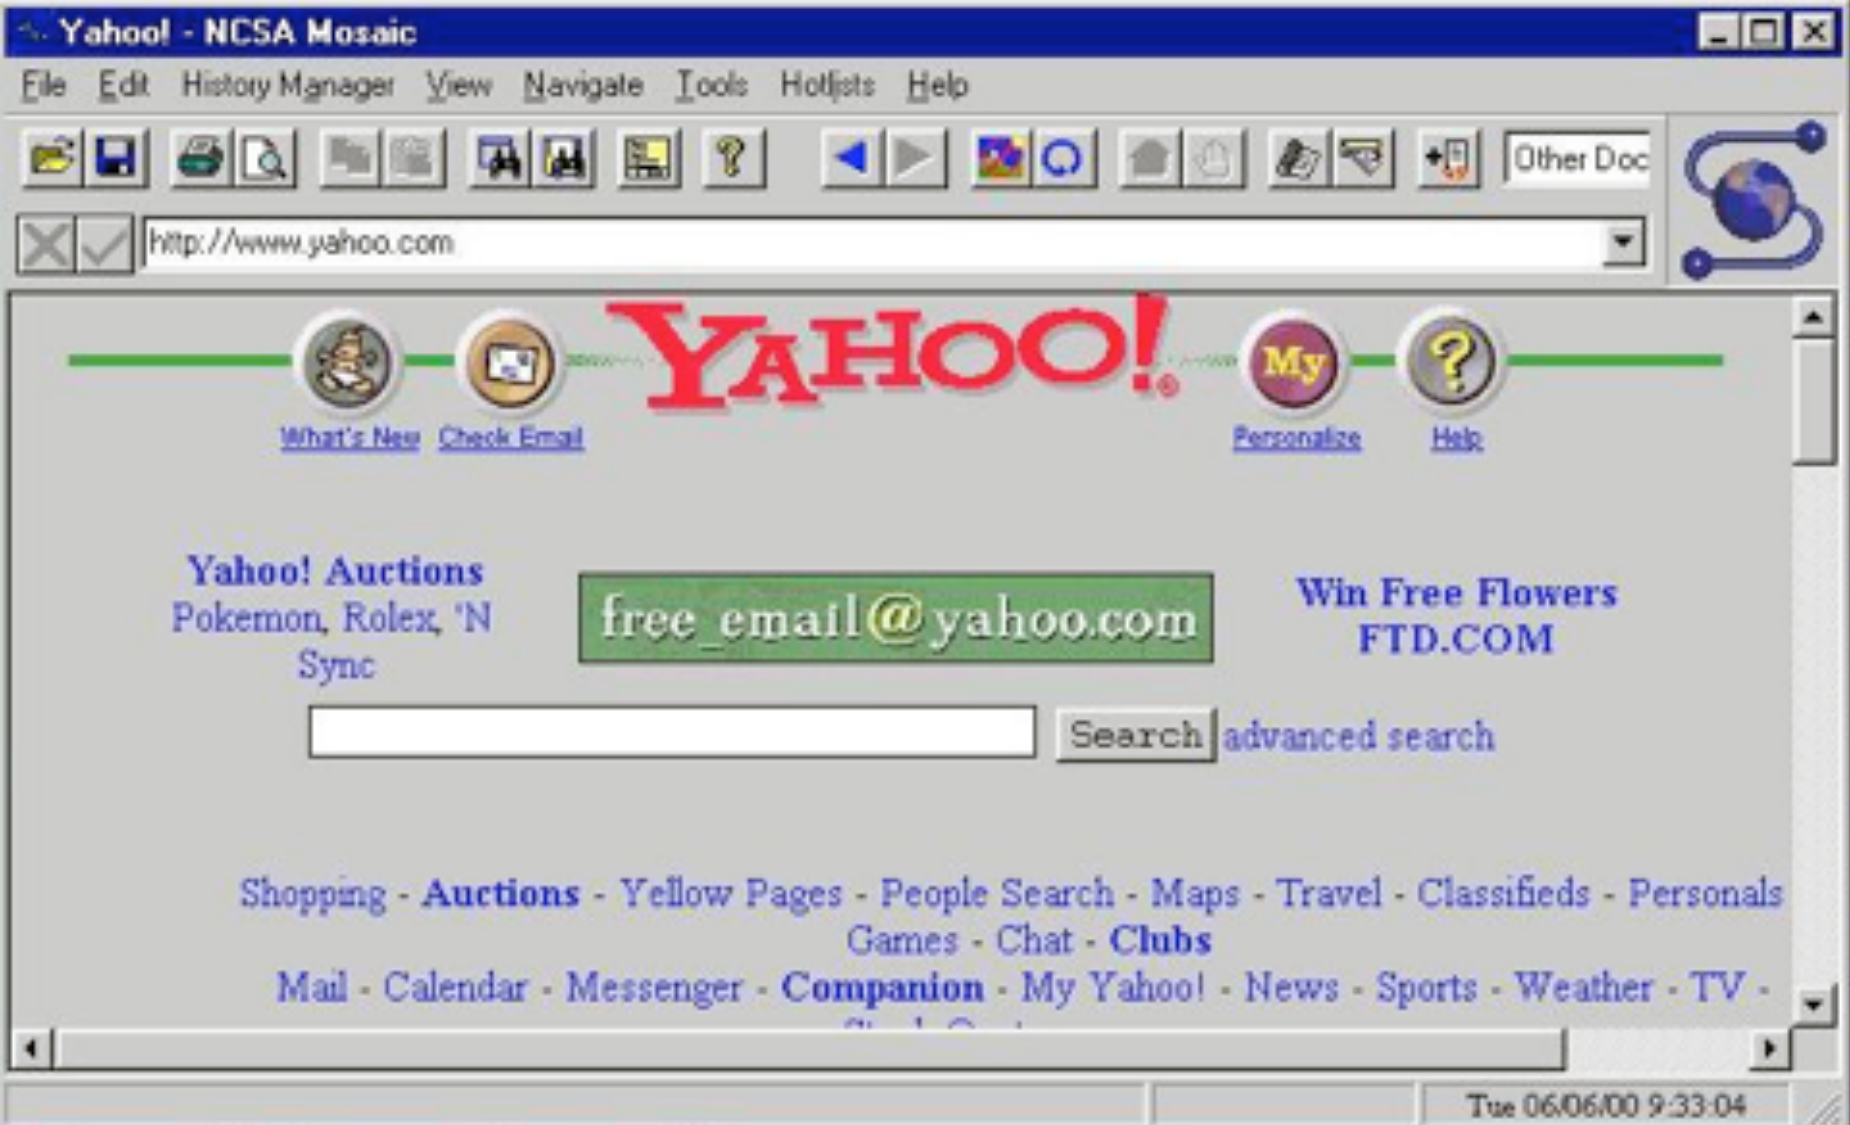 Yahoo! - NCSA Mosaic
File Edit History Manager View Navigate Tools Hotlists Help
Other Doc
http://www.yahoo.com
YAHOO!®
My
What's New Check Email Personalize Help
Yahoo! Auctions
Pokemon, Rolex, 'N
Sync
free_email@yahoo.com
Win Free Flowers
FTD.COM
Search advanced search
Shopping - Auctions - Yellow Pages - People Search - Maps - Travel - Classifieds - Personals
Games - Chat - Clubs
Mail - Calendar - Messenger - Companion - My Yahoo! - News - Sports - Weather - TV -
Tue 06/06/00 9:33:04